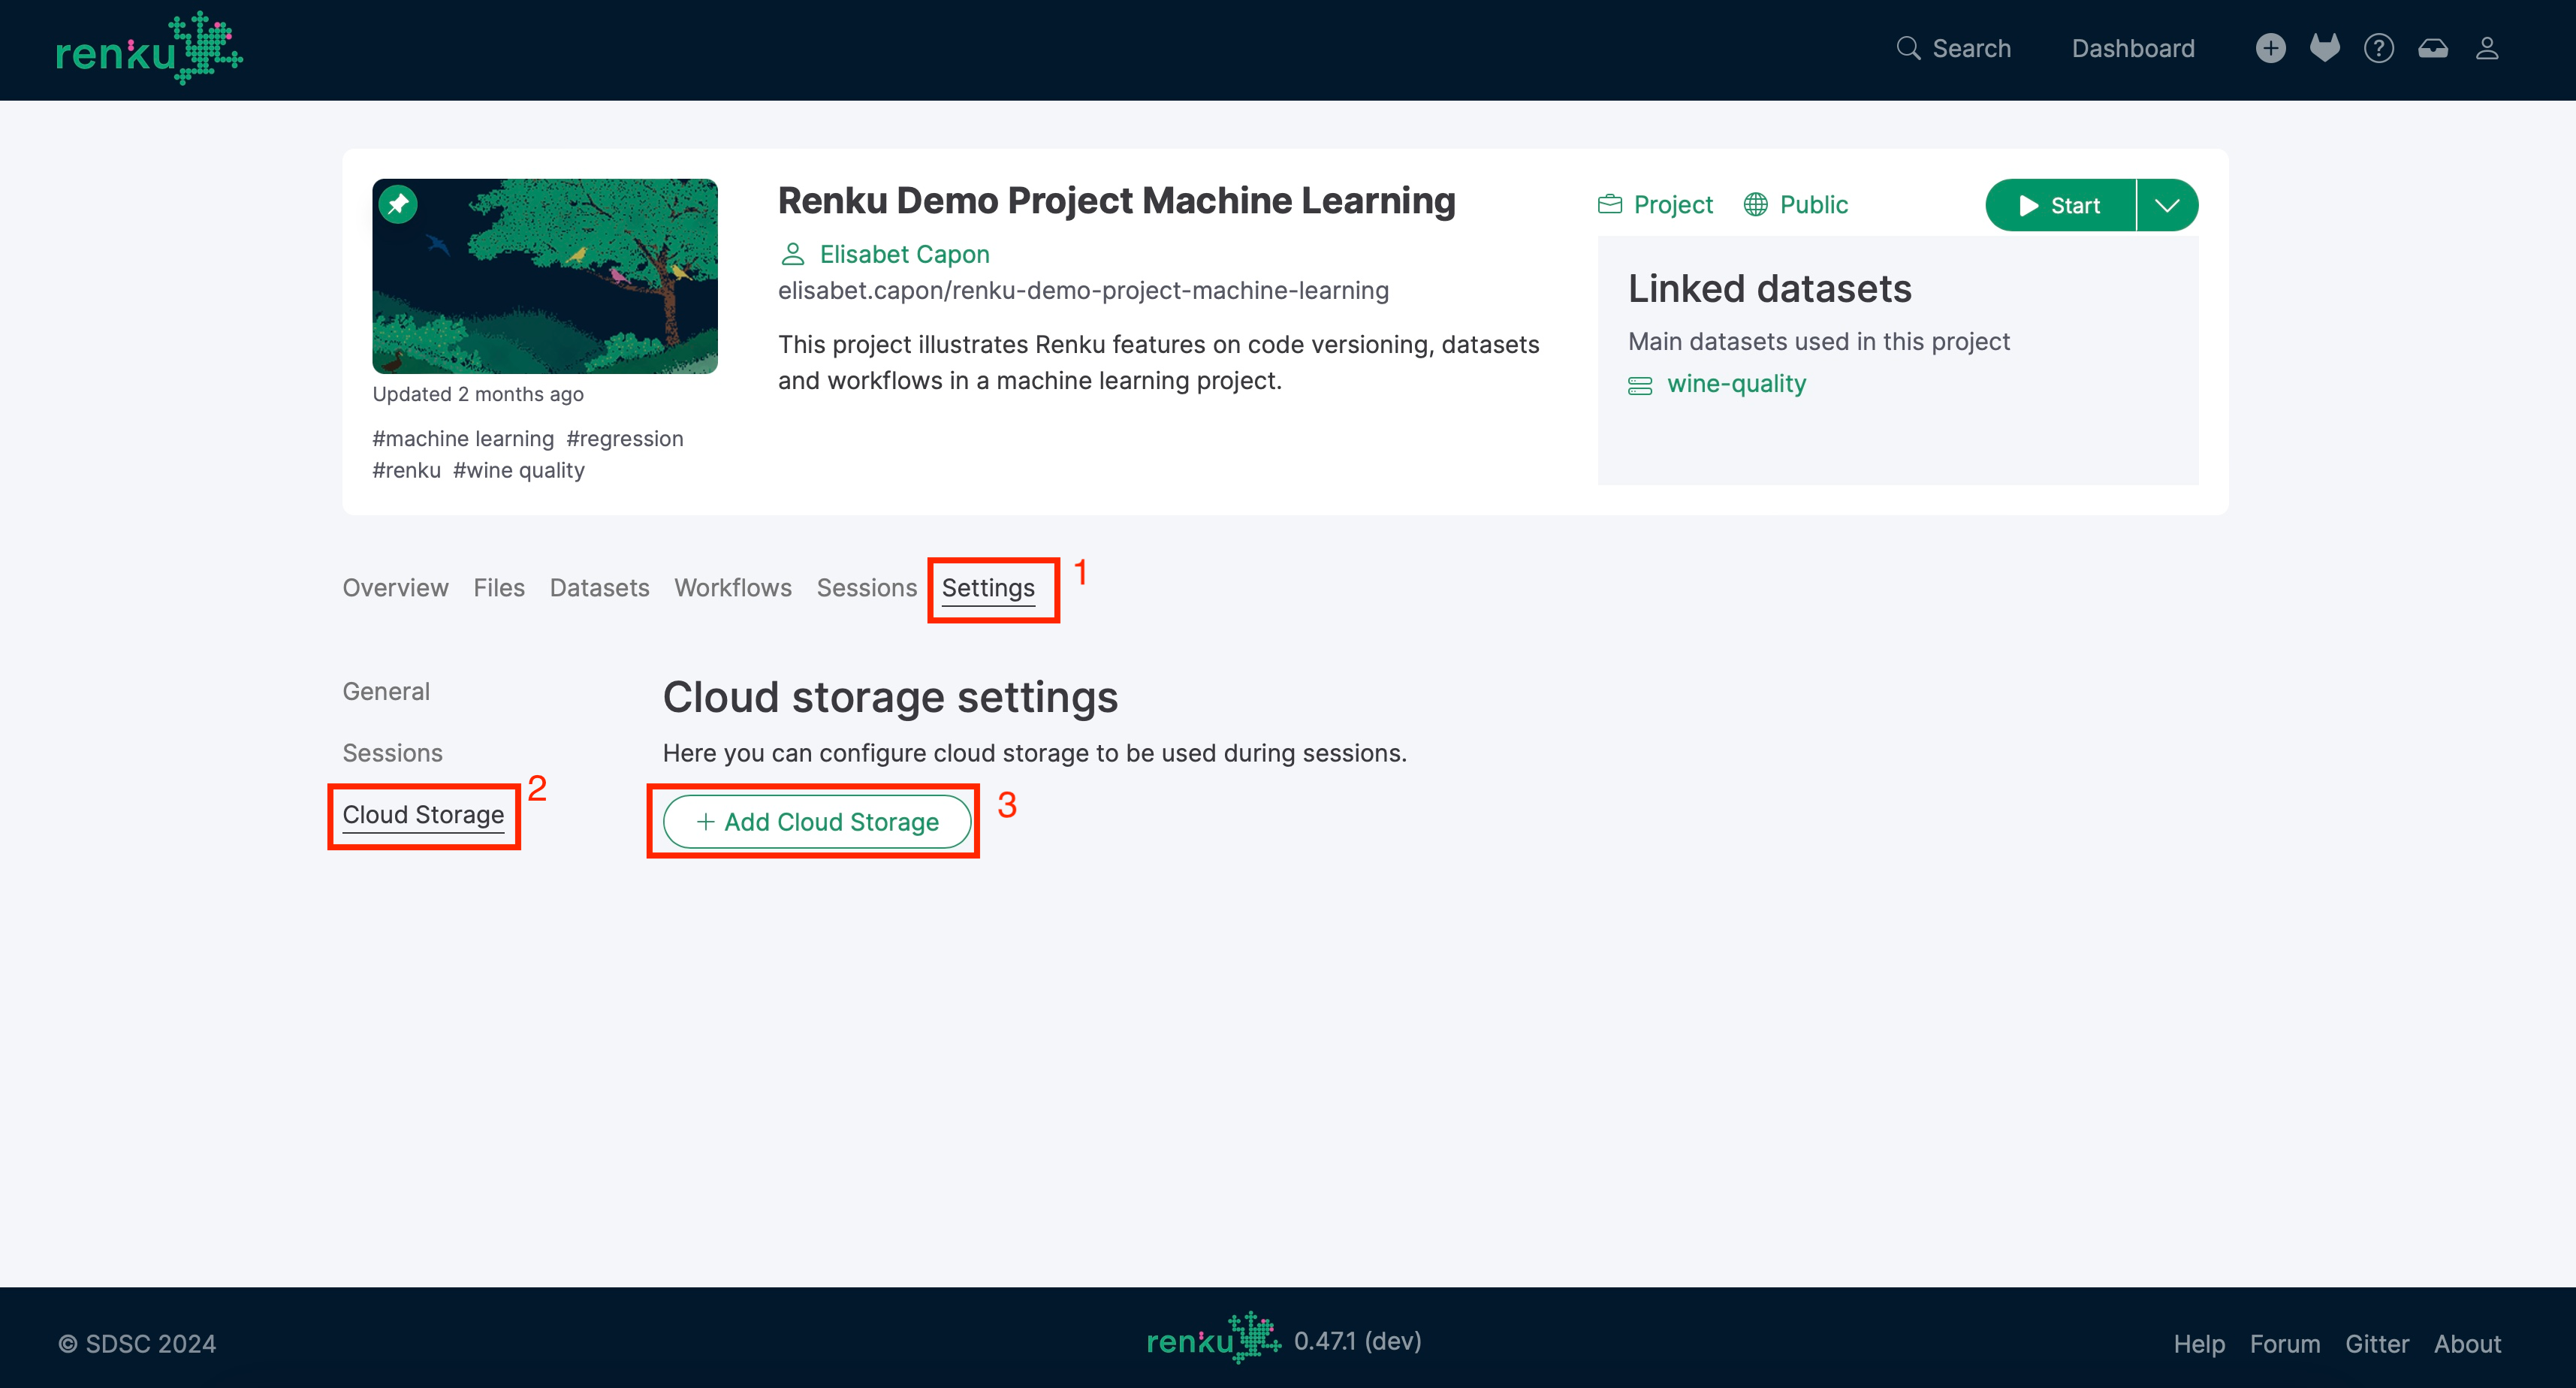 renku
Search
Dashboard
Renku Demo Project Machine Learning
Elisabet Capon
elisabet.capon/renku-demo-project-machine-learning
This project illustrates Renku features on code versioning, datasets
and workflows in a machine learning project.
Project
Public
Start
Linked datasets
Main datasets used in this project
wine-quality
Updated 2 months ago
#machine learning #regression
#renku #wine quality
Overview Files Datasets Workflows Sessions Settings 1
General
Sessions
Cloud Storage 2
Cloud storage settings
Here you can configure cloud storage to be used during sessions.
+ Add Cloud Storage 3
© SDSC 2024
renku 0.47.1 (dev)
Help Forum Gitter About